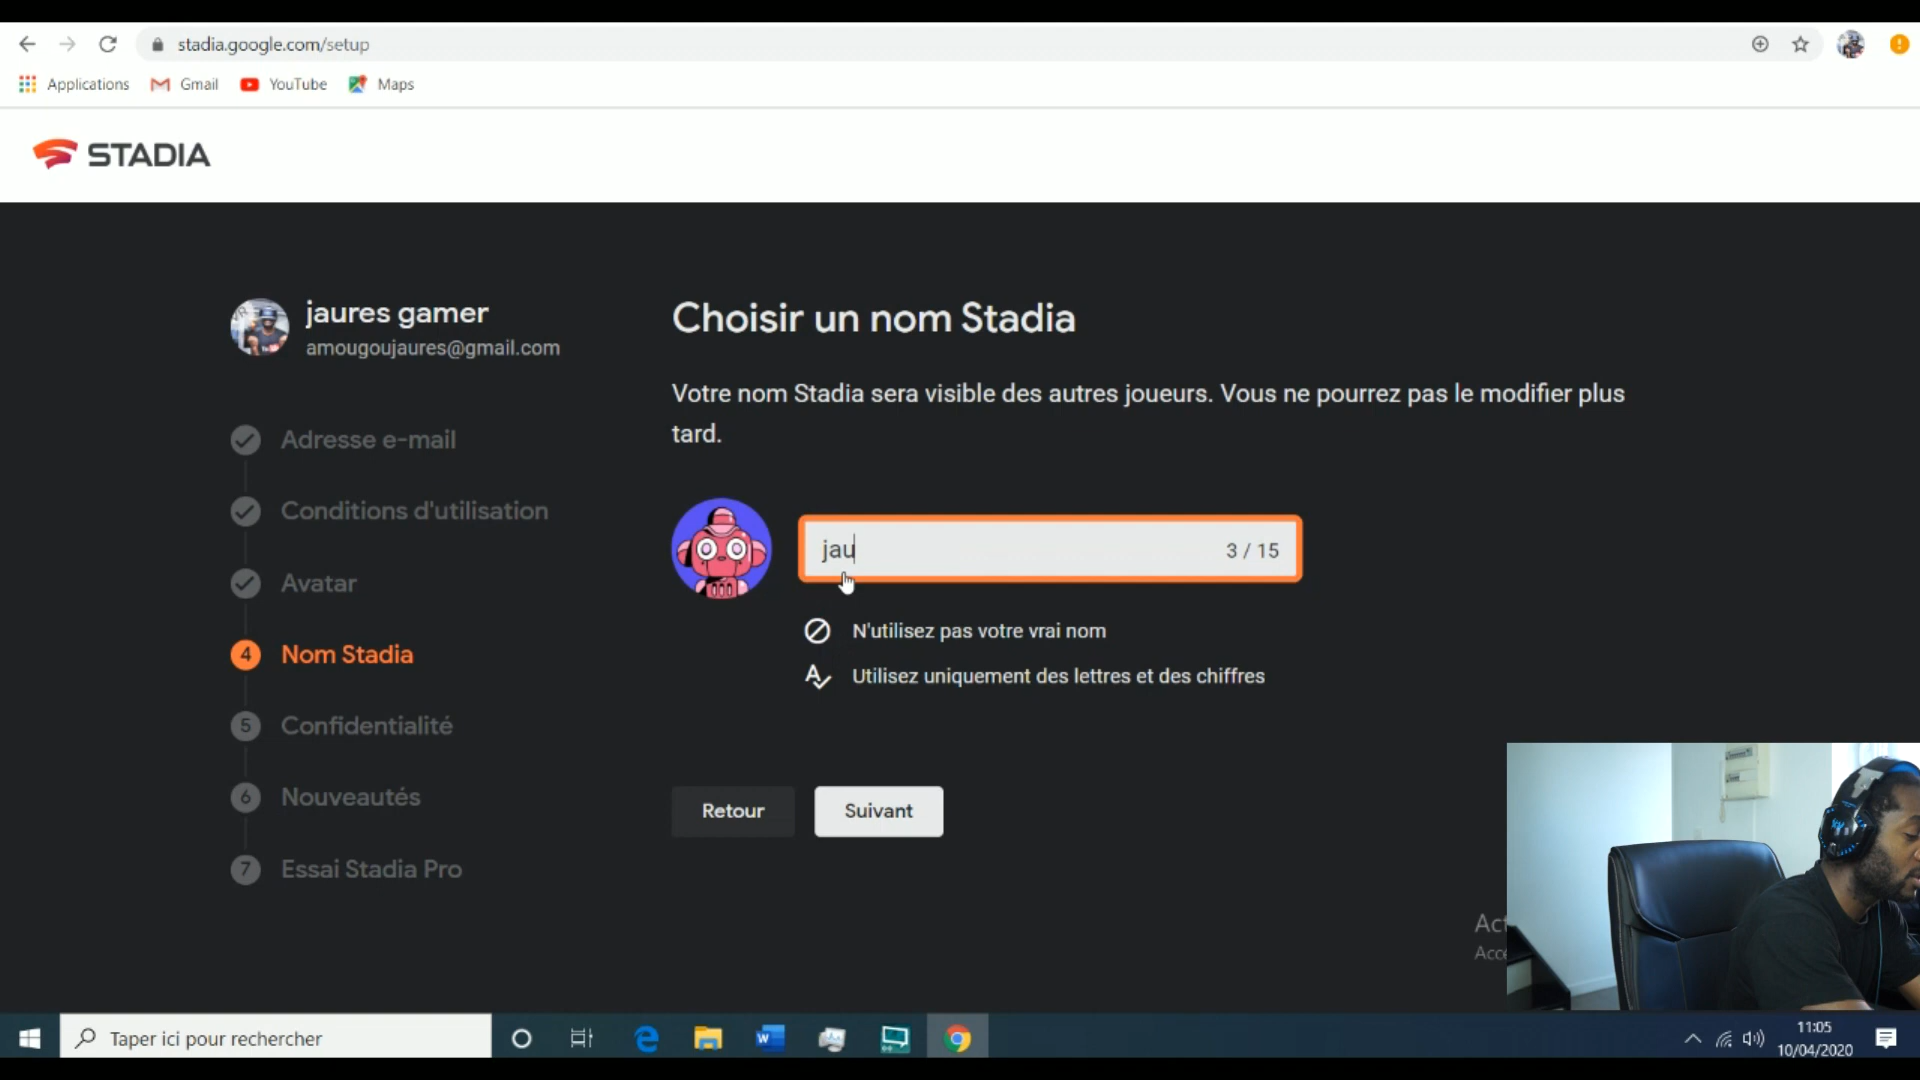 stadia.google.com/setup
Applications Gmail YouTube Maps
STADIA
jaures gamer
amougoujaures@gmail.com
Adresse e-mail
Conditions d'utilisation
Avatar
4 Nom Stadia
5 Confidentialité
6 Nouveautés
7 Essai Stadia Pro
Choisir un nom Stadia
Votre nom Stadia sera visible des autres joueurs. Vous ne pourrez pas le modifier plus
tard.
jau 3 / 15
N'utilisez pas votre vrai nom
Utilisez uniquement des lettres et des chiffres
Retour Suivant
Taper ici pour rechercher
11:05
10/04/2020